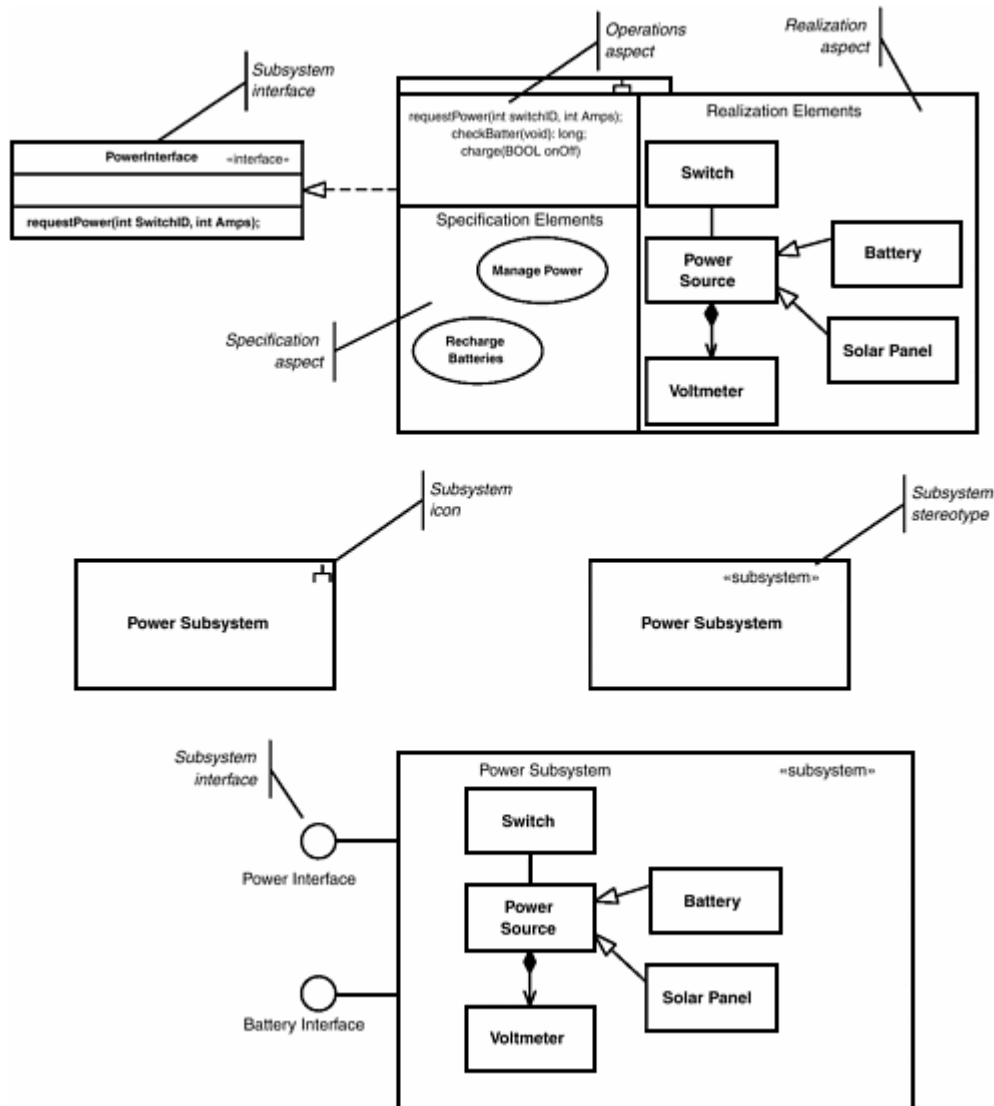 Operations
aspect
Realization
aspect
Subsystem
interface
requestPower(int switchID, int Amps);
checkBatter(void): long;
charge(BOOL onOff)
Realization Elements
PowerInterface «interface»
requestPower(int SwitchID, int Amps);
Switch
Specification Elements
Manage Power
Power
Source
Battery
Recharge
Batteries
Specification
aspect
Solar Panel
Voltmeter
Subsystem
icon
Subsystem
stereotype
Power Subsystem
«subsystem»
Power Subsystem
Subsystem
interface
Power Subsystem «subsystem»
Switch
Power Interface
Power
Source
Battery
Solar Panel
Battery Interface
Voltmeter